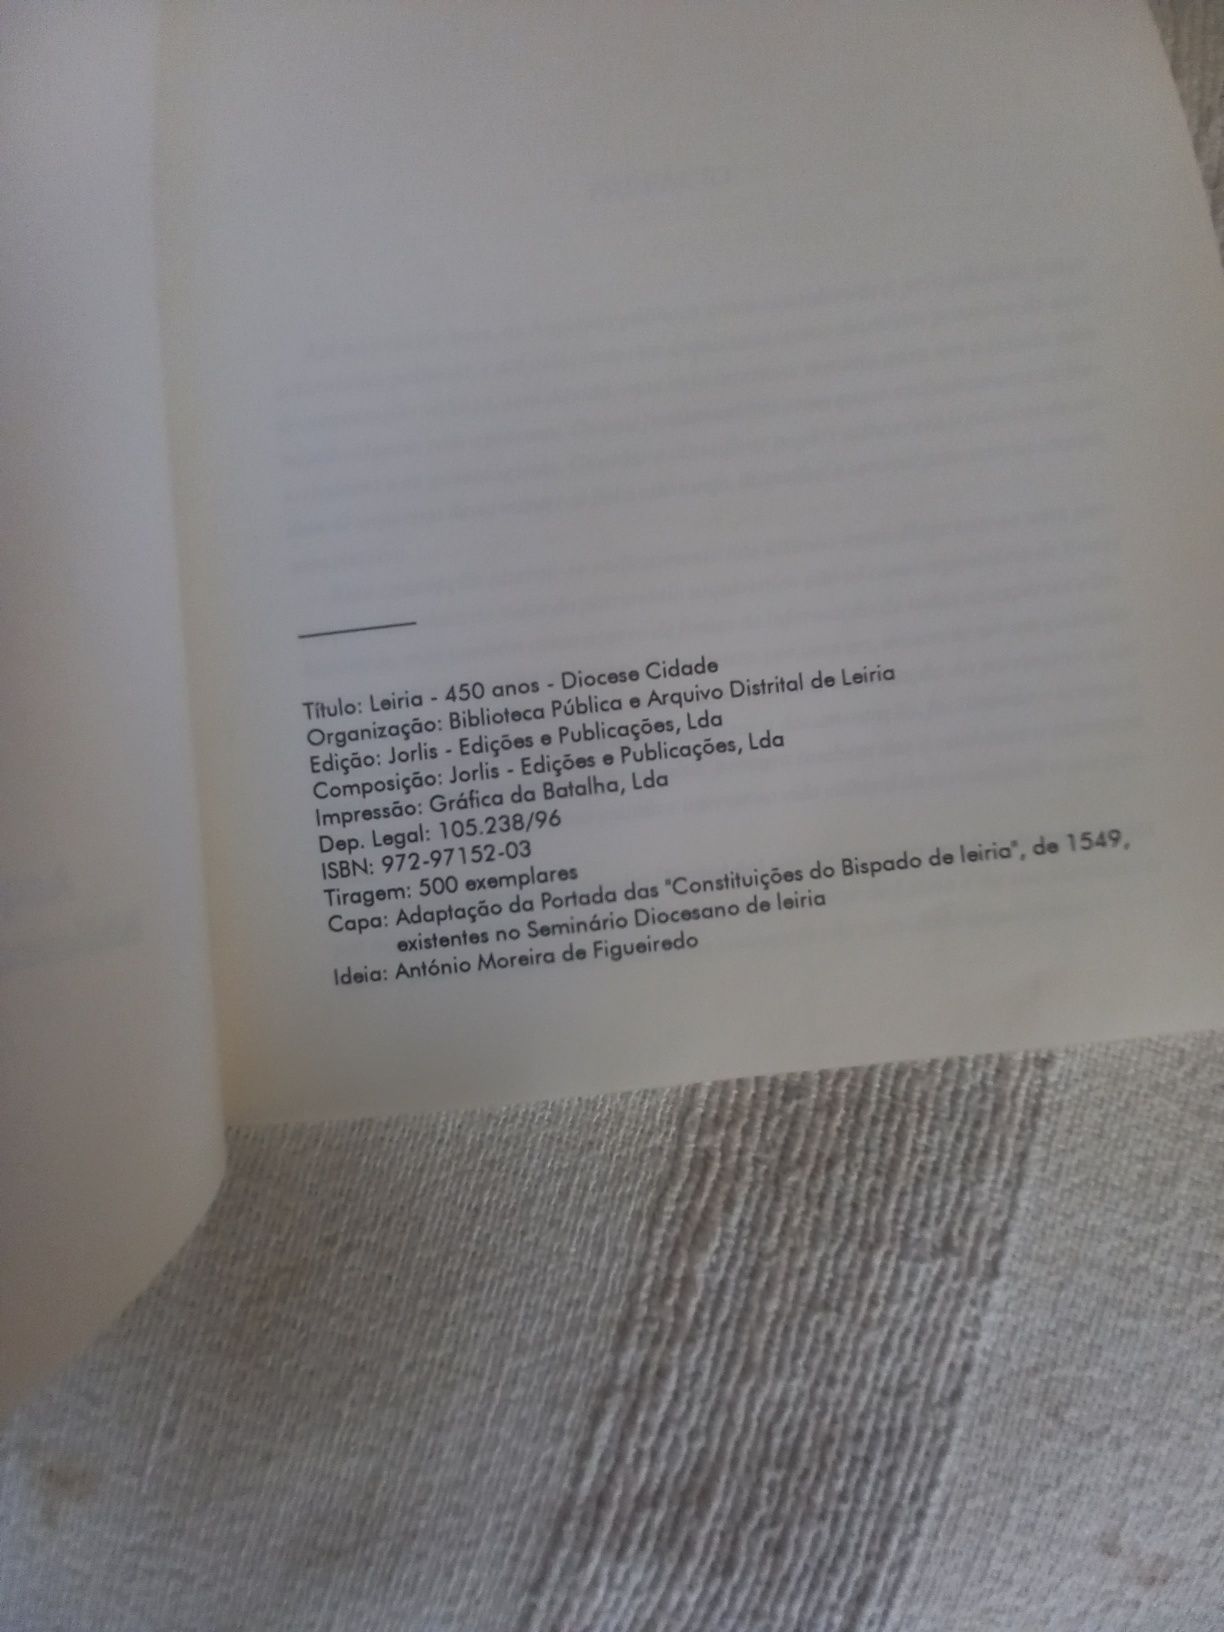 Título: Leiria - 450 anos - Diocese Cidade
Organização: Biblioteca Pública e Arquivo Distrital de Leiria
Edição: Jorlis - Edições e Publicações, Lda
Composição: Jorlis - Edições e Publicações, Lda
Impressão: Gráfica da Batalha, Lda
Dep. Legal: 105.238/96
ISBN: 972-97152-03
Tiragem: 500 exemplares
Capa: Adaptação da Portada das "Constituições do Bispado de leiria", de 1549,
existentes no Seminário Diocesano de leiria
Ideia: António Moreira de Figueiredo